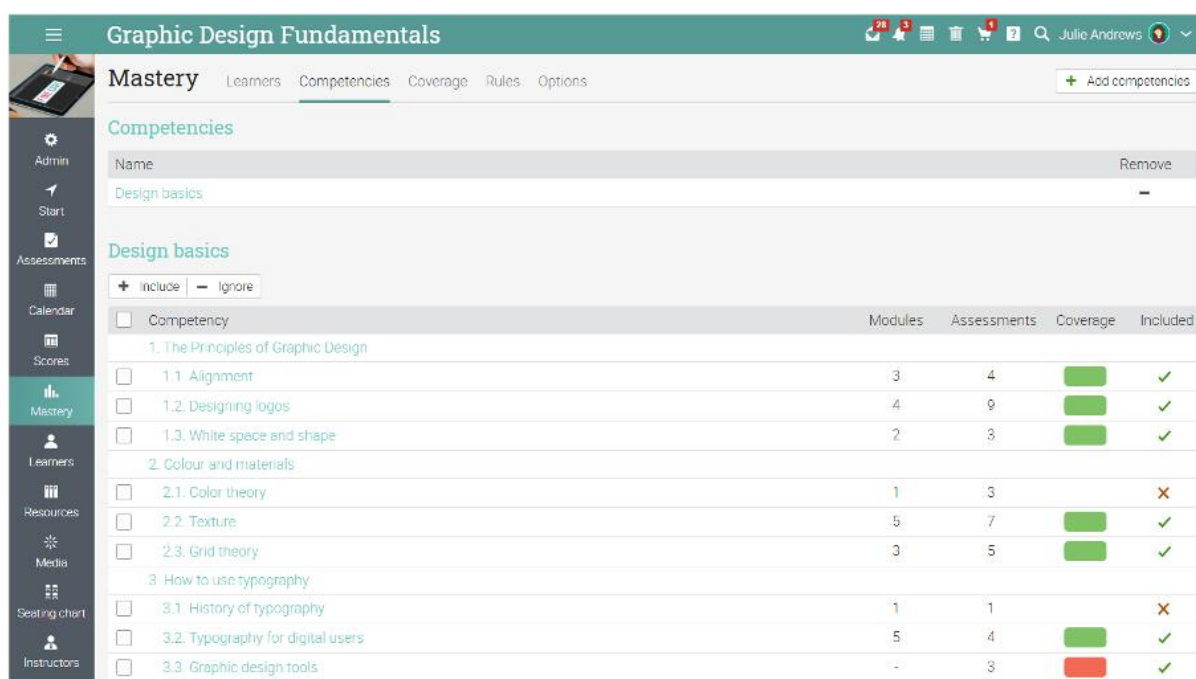 Graphic Design Fundamentals 28 3 1 ? Julie Andrews
Mastery Learners Competencies Coverage Rules Options + Add competencies
Admin
Start
Assessments
Calendar
Scores
Mastery
Learners
Resources
Media
Seating chart
Instructors
Competencies
Name Remove
Design basics
Design basics
+ Include − Ignore
Competency Modules Assessments Coverage Included
1. The Principles of Graphic Design
1.1. Alignment 3 4
1.2. Designing logos 4 9
1.3. White space and shape 2 3
2. Colour and materials
2.1. Color theory 1 3
2.2. Texture 5 7
2.3. Grid theory 3 5
3. How to use typography
3.1. History of typography 1 1
3.2. Typography for digital users 5 4
3.3. Graphic design tools - 3